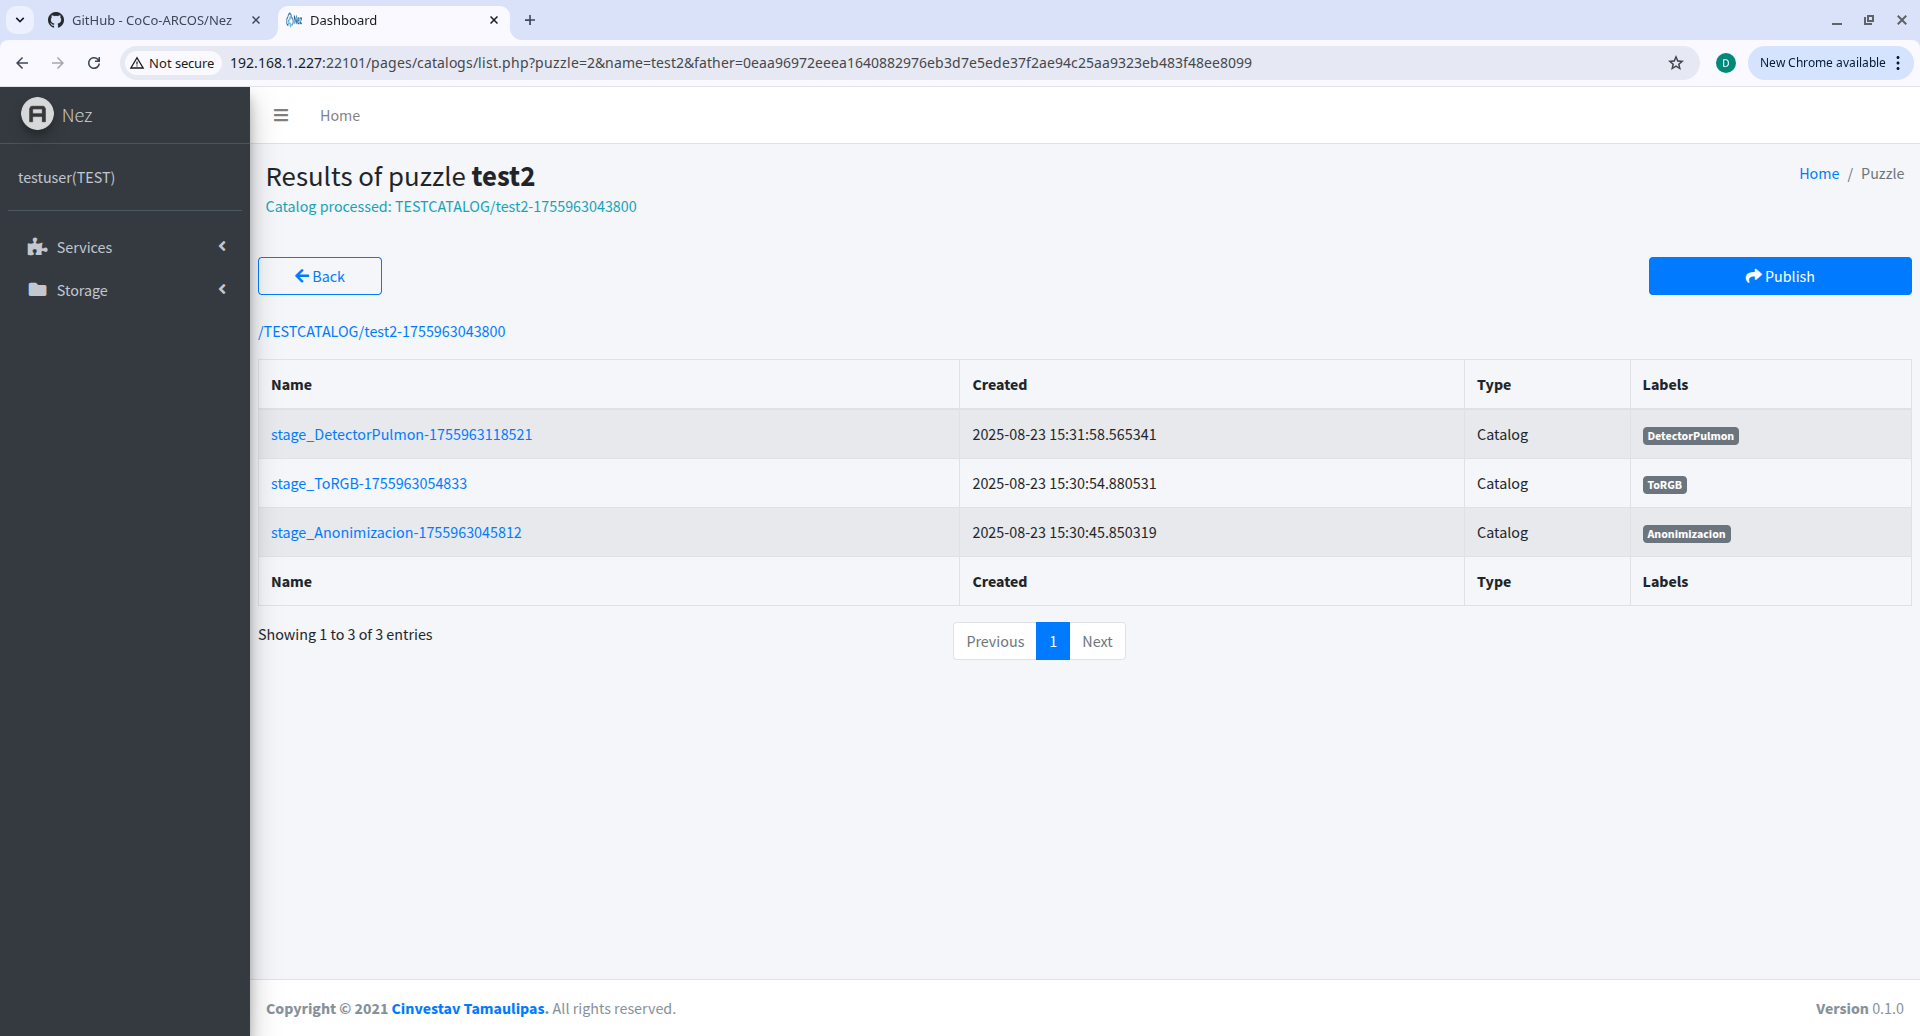 GitHub - CoCo-ARCOS/Nez
Dashboard
Not secure
192.168.1.227:22101/pages/catalogs/list.php?puzzle=2&name=test2&father=0eaa96972eeea1640882976eb3d7e5ede37f2ae94c25aa9323eb483f48ee8099
D
New Chrome available
Nez
Home
testuser(TEST)
Services
Storage
Results of puzzle test2
Home / Puzzle
Catalog processed: TESTCATALOG/test2-1755963043800
Back
Publish
/TESTCATALOG/test2-1755963043800
Name Created Type Labels
stage_DetectorPulmon-1755963118521 2025-08-23 15:31:58.565341 Catalog DetectorPulmon
stage_ToRGB-1755963054833 2025-08-23 15:30:54.880531 Catalog ToRGB
stage_Anonimizacion-1755963045812 2025-08-23 15:30:45.850319 Catalog Anonimizacion
Name Created Type Labels
Showing 1 to 3 of 3 entries
Previous 1 Next
Copyright © 2021 Cinvestav Tamaulipas. All rights reserved.
Version 0.1.0